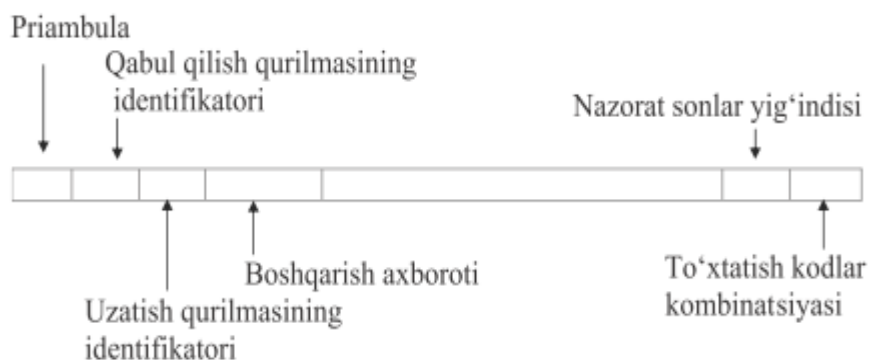 Priambula
Qabul qilish qurilmasining
identifikatori
Nazorat sonlar yig‘indisi
Boshqarish axboroti
Uzatish qurilmasining
identifikatori
To‘xtatish kodlar
kombinatsiyasi